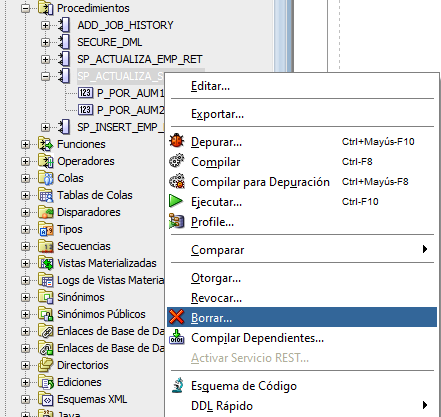 Procedimientos
ADD_JOB_HISTORY
SECURE_DML
SP_ACTUALIZA_EMP_RET
SP_ACTUALIZA_S
P_POR_AUM1
P_POR_AUM2
SP_INSERT_EMP_
Funciones
Operadores
Colas
Tablas de Colas
Disparadores
Tipos
Secuencias
Vistas Materializadas
Logs de Vistas Materia
Sinónimos
Sinónimos Públicos
Enlaces de Base de Da
Enlaces de Base de Da
Directorios
Ediciones
Esquemas XML
Java
Editar...
Exportar...
Depurar... Ctrl+Mayús-F10
Compilar Ctrl-F8
Compilar para Depuración Ctrl+Mayús-F8
Ejecutar... Ctrl-F10
Profile...
Comparar
Otorgar...
Revocar...
Borrar...
Compilar Dependientes...
Activar Servicio REST...
Esquema de Código
DDL Rápido